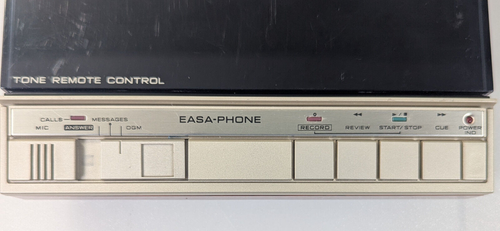 TONE REMOTE CONTROL
CALLS
MESSAGES
MIC
ANSWER
OGM
EASA-PHONE
RECORD
REVIEW
START/STOP
CUE
POWER
IND.